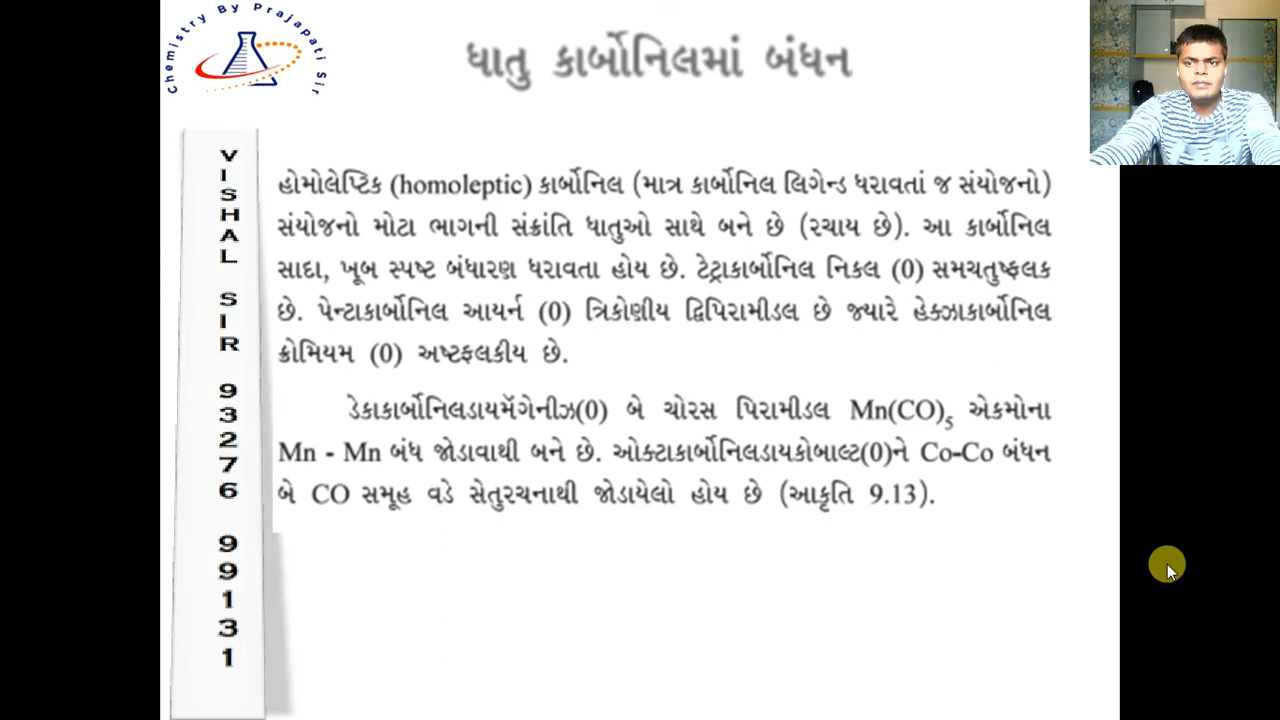 Chemistry By Prajapati Sir
ધાતુ કાર્બોનિલમાં બંધન
VISHAL SIR 93276 99131
હોમોલેપ્ટિક (homoleptic) કાર્બોનિલ (માત્ર કાર્બોનિલ લિગેન્ડ ધરાવતાં જ સંયોજનો)
સંયોજનો મોટા ભાગની સંક્રાંતિ ધાતુઓ સાથે બને છે (રચાય છે). આ કાર્બોનિલ
સાદા, ખૂબ સ્પષ્ટ બંધારણ ધરાવતા હોય છે. ટેટ્રાકાર્બોનિલ નિકલ (0) સમચતુષ્ફલક
છે. પેન્ટાકાર્બોનિલ આયર્ન (0) ત્રિકોણીય દ્વિપિરામીડલ છે જ્યારે હેક્ઝાકાર્બોનિલ
ક્રોમિયમ (0) અષ્ટફલકીય છે.
ડેકાકાર્બોનિલડાયમૅંગેનીઝ(0) બે ચોરસ પિરામીડલ Mn(CO)₅ એકમોના
Mn - Mn બંધ જોડાવાથી બને છે. ઓક્ટાકાર્બોનિલડાયકોબાલ્ટ(0)ને Co-Co બંધન
બે CO સમૂહ વડે સેતુરચનાથી જોડાયેલો હોય છે (આકૃતિ 9.13).